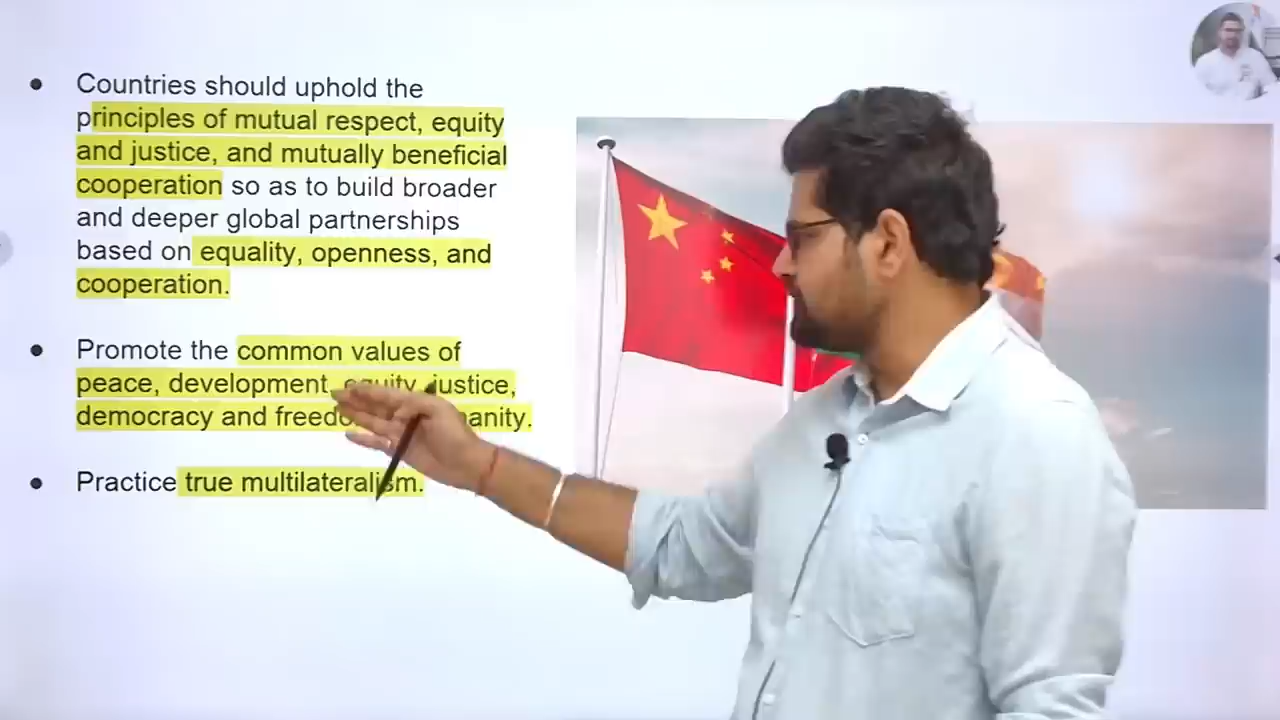 Countries should uphold the
principles of mutual respect, equity
and justice, and mutually beneficial
cooperation so as to build broader
and deeper global partnerships
based on equality, openness, and
cooperation.
Promote the common values of
peace, development, equity, justice,
democracy and
Practice true multilateralism.